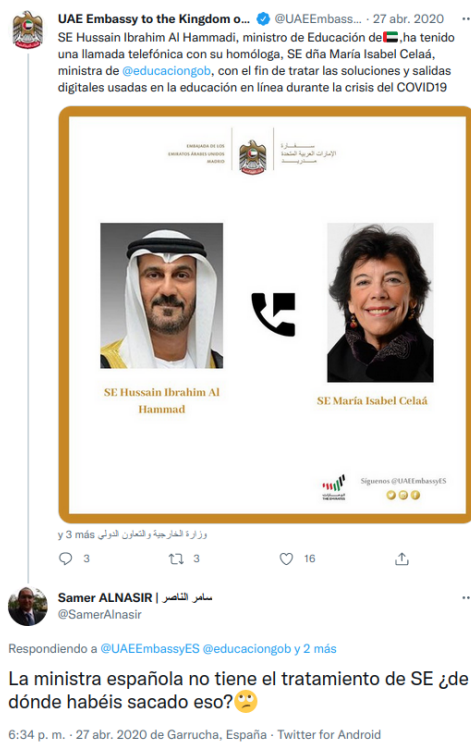 UAE Embassy to the Kingdom o... @UAEEmbass... · 27 abr. 2020
SE Hussain Ibrahim Al Hammadi, ministro de Educación de🇦🇪,ha tenido
una llamada telefónica con su homóloga, SE dña María Isabel Celaá,
ministra de @educaciongob, con el fin de tratar las soluciones y salidas
digitales usadas en la educación en línea durante la crisis del COVID19
EMBAJADA DE LOS
EMIRATOS ÁRABES UNIDOS
MADRID
سفارة
الإمارات العربية المتحدة
مدريد
SE Hussain Ibrahim Al
Hammad
SE María Isabel Celaá
Síguenos @UAEEmbassyES
وزارة الخارجية والتعاون الدولي y 3 más
3 3 16
Samer ALNASIR | سامر الناصر
@SamerAlnasir
Respondiendo a @UAEEmbassyES @educaciongob y 2 más
La ministra española no tiene el tratamiento de SE ¿de
dónde habéis sacado eso?🙄
6:34 p. m. · 27 abr. 2020 de Garrucha, España · Twitter for Android